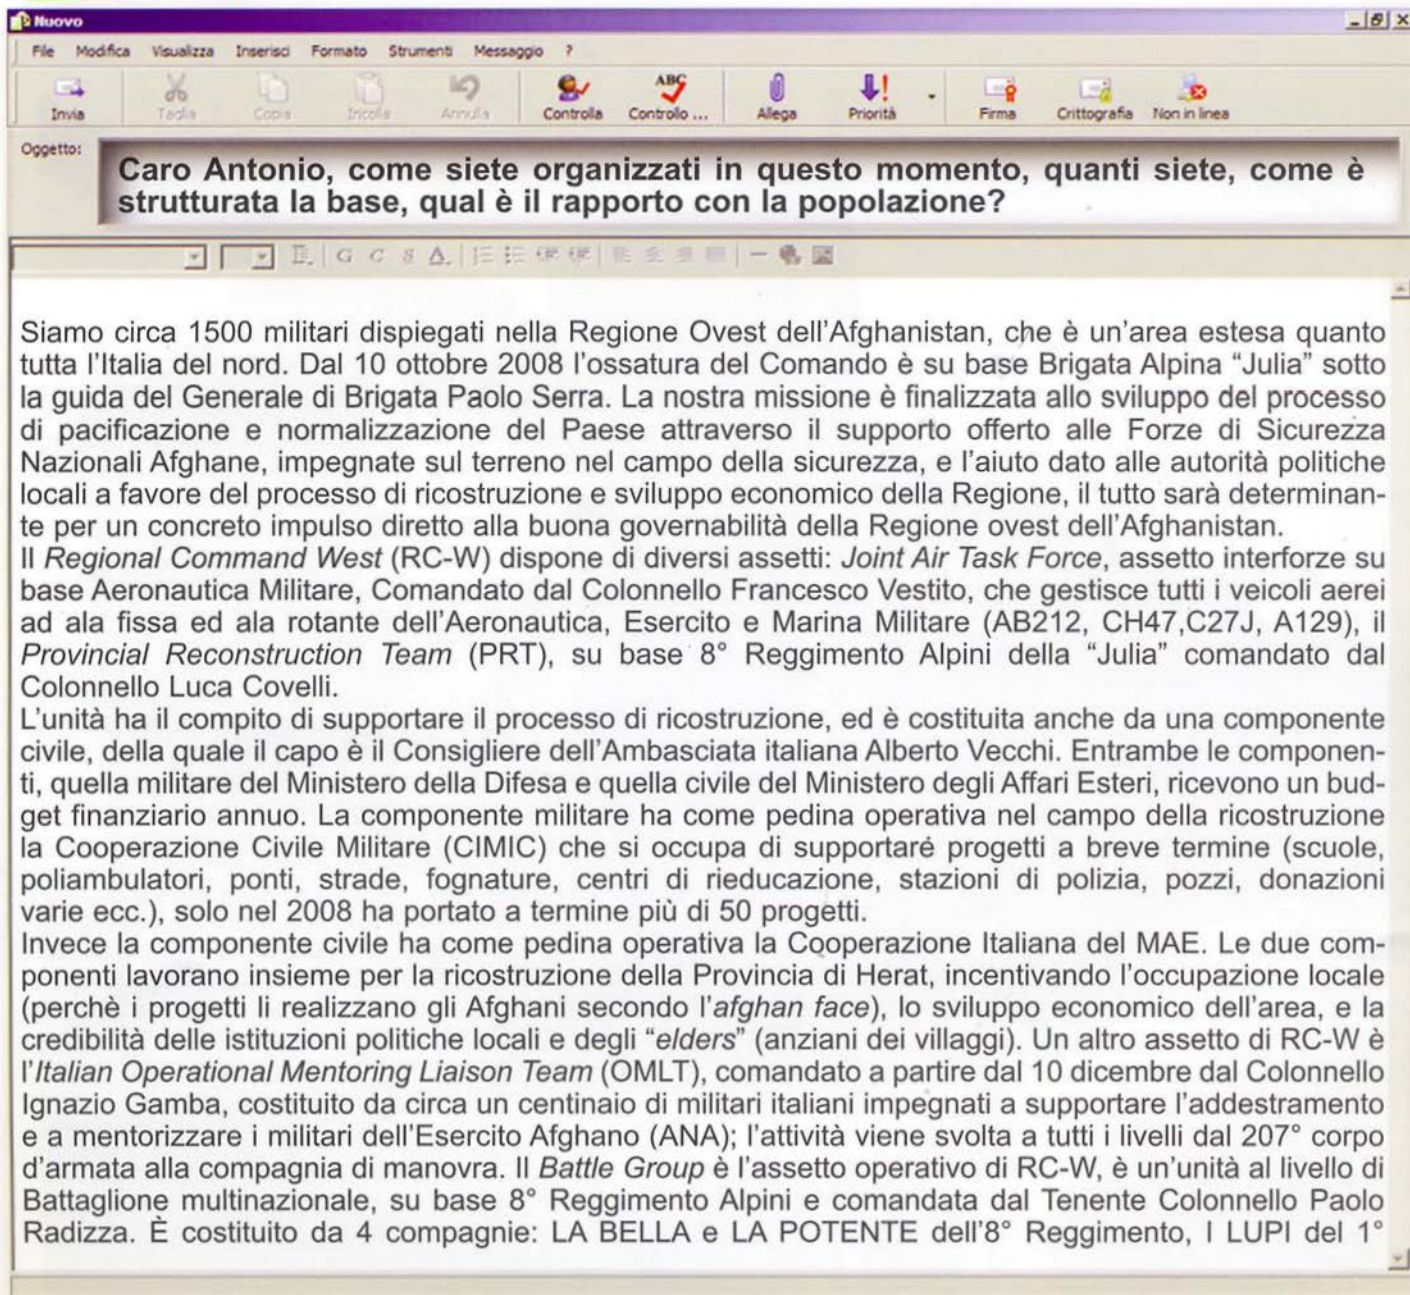 Nuovo
File Modifica Visualizza Inserisci Formato Strumenti Messaggio ?
Invia Taglia Copia Incolla Annulla Controlla Controllo ... Allega Priorità Firma Crittografia Non in linea
Oggetto:
Caro Antonio, come siete organizzati in questo momento, quanti siete, come è
strutturata la base, qual è il rapporto con la popolazione?
Siamo circa 1500 militari dispiegati nella Regione Ovest dell'Afghanistan, che è un'area estesa quanto
tutta l'Italia del nord. Dal 10 ottobre 2008 l'ossatura del Comando è su base Brigata Alpina "Julia" sotto
la guida del Generale di Brigata Paolo Serra. La nostra missione è finalizzata allo sviluppo del processo
di pacificazione e normalizzazione del Paese attraverso il supporto offerto alle Forze di Sicurezza
Nazionali Afghane, impegnate sul terreno nel campo della sicurezza, e l'aiuto dato alle autorità politiche
locali a favore del processo di ricostruzione e sviluppo economico della Regione, il tutto sarà determinan-
te per un concreto impulso diretto alla buona governabilità della Regione ovest dell'Afghanistan.
Il Regional Command West (RC-W) dispone di diversi assetti: Joint Air Task Force, assetto interforze su
base Aeronautica Militare, Comandato dal Colonnello Francesco Vestito, che gestisce tutti i veicoli aerei
ad ala fissa ed ala rotante dell'Aeronautica, Esercito e Marina Militare (AB212, CH47,C27J, A129), il
Provincial Reconstruction Team (PRT), su base 8° Reggimento Alpini della "Julia" comandato dal
Colonnello Luca Covelli.
L'unità ha il compito di supportare il processo di ricostruzione, ed è costituita anche da una componente
civile, della quale il capo è il Consigliere dell'Ambasciata italiana Alberto Vecchi. Entrambe le componen-
ti, quella militare del Ministero della Difesa e quella civile del Ministero degli Affari Esteri, ricevono un bud-
get finanziario annuo. La componente militare ha come pedina operativa nel campo della ricostruzione
la Cooperazione Civile Militare (CIMIC) che si occupa di supportaré progetti a breve termine (scuole,
poliambulatori, ponti, strade, fognature, centri di rieducazione, stazioni di polizia, pozzi, donazioni
varie ecc.), solo nel 2008 ha portato a termine più di 50 progetti.
Invece la componente civile ha come pedina operativa la Cooperazione Italiana del MAE. Le due com-
ponenti lavorano insieme per la ricostruzione della Provincia di Herat, incentivando l'occupazione locale
(perchè i progetti li realizzano gli Afghani secondo l'afghan face), lo sviluppo economico dell'area, e la
credibilità delle istituzioni politiche locali e degli "elders" (anziani dei villaggi). Un altro assetto di RC-W è
l'Italian Operational Mentoring Liaison Team (OMLT), comandato a partire dal 10 dicembre dal Colonnello
Ignazio Gamba, costituito da circa un centinaio di militari italiani impegnati a supportare l'addestramento
e a mentorizzare i militari dell'Esercito Afghano (ANA); l'attività viene svolta a tutti i livelli dal 207° corpo
d'armata alla compagnia di manovra. Il Battle Group è l'assetto operativo di RC-W, è un'unità al livello di
Battaglione multinazionale, su base 8° Reggimento Alpini e comandata dal Tenente Colonnello Paolo
Radizza. È costituito da 4 compagnie: LA BELLA e LA POTENTE dell'8° Reggimento, I LUPI del 1°